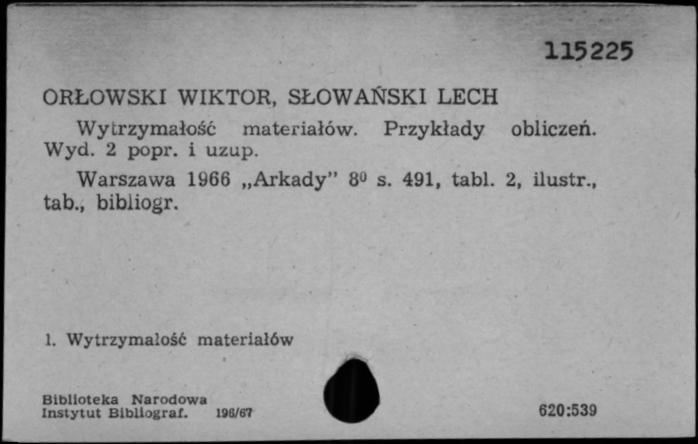 115225
ORŁOWSKI WIKTOR, SŁOWAŃSKI LECH
Wytrzymałość materiałów. Przykłady obliczeń.
Wyd. 2 popr. i uzup.
Warszawa 1966 „Arkady” 8⁰ s. 491, tabl. 2, ilustr.,
tab., bibliogr.
1. Wytrzymalość materiałów
Biblioteka Narodowa
Instytut Bibliograf. 196/67
620:539